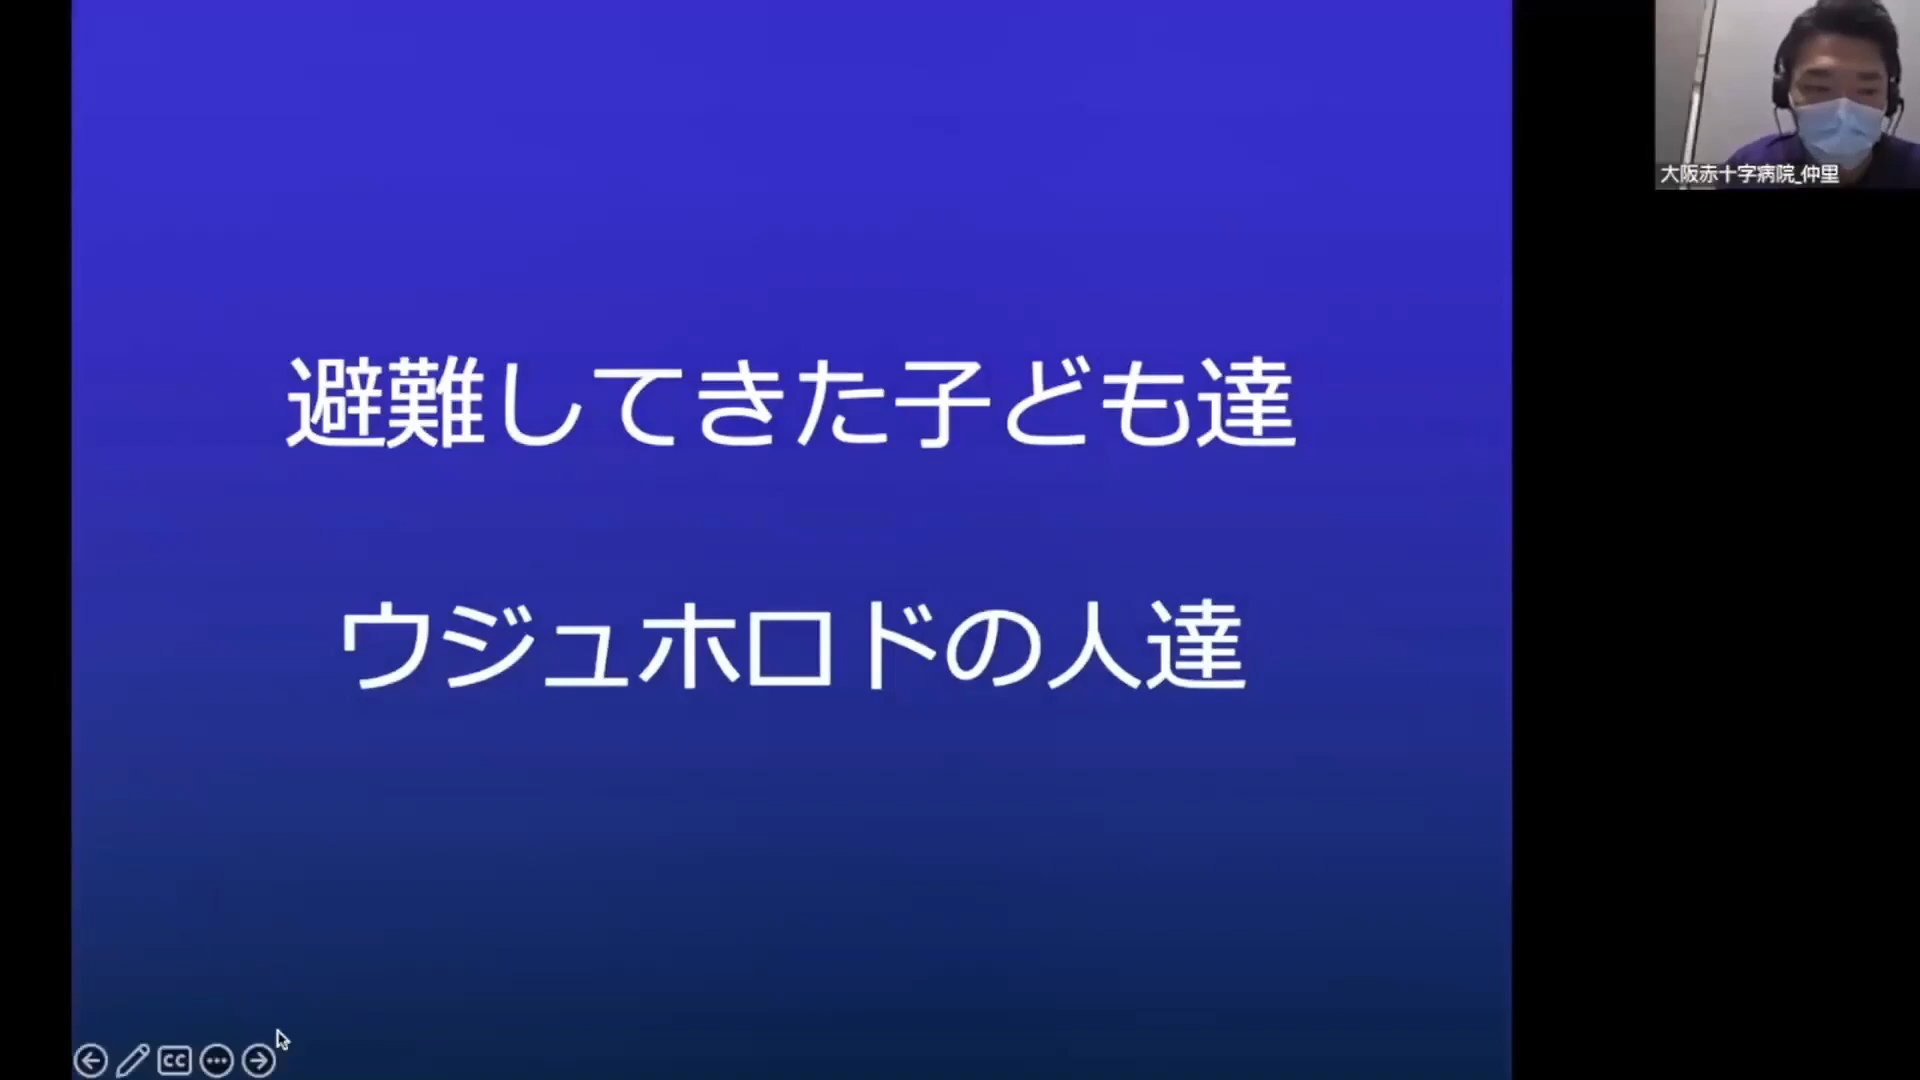 避難してきた子ども達
ウジュホロドの人達
大阪赤十字病院_仲里
CC